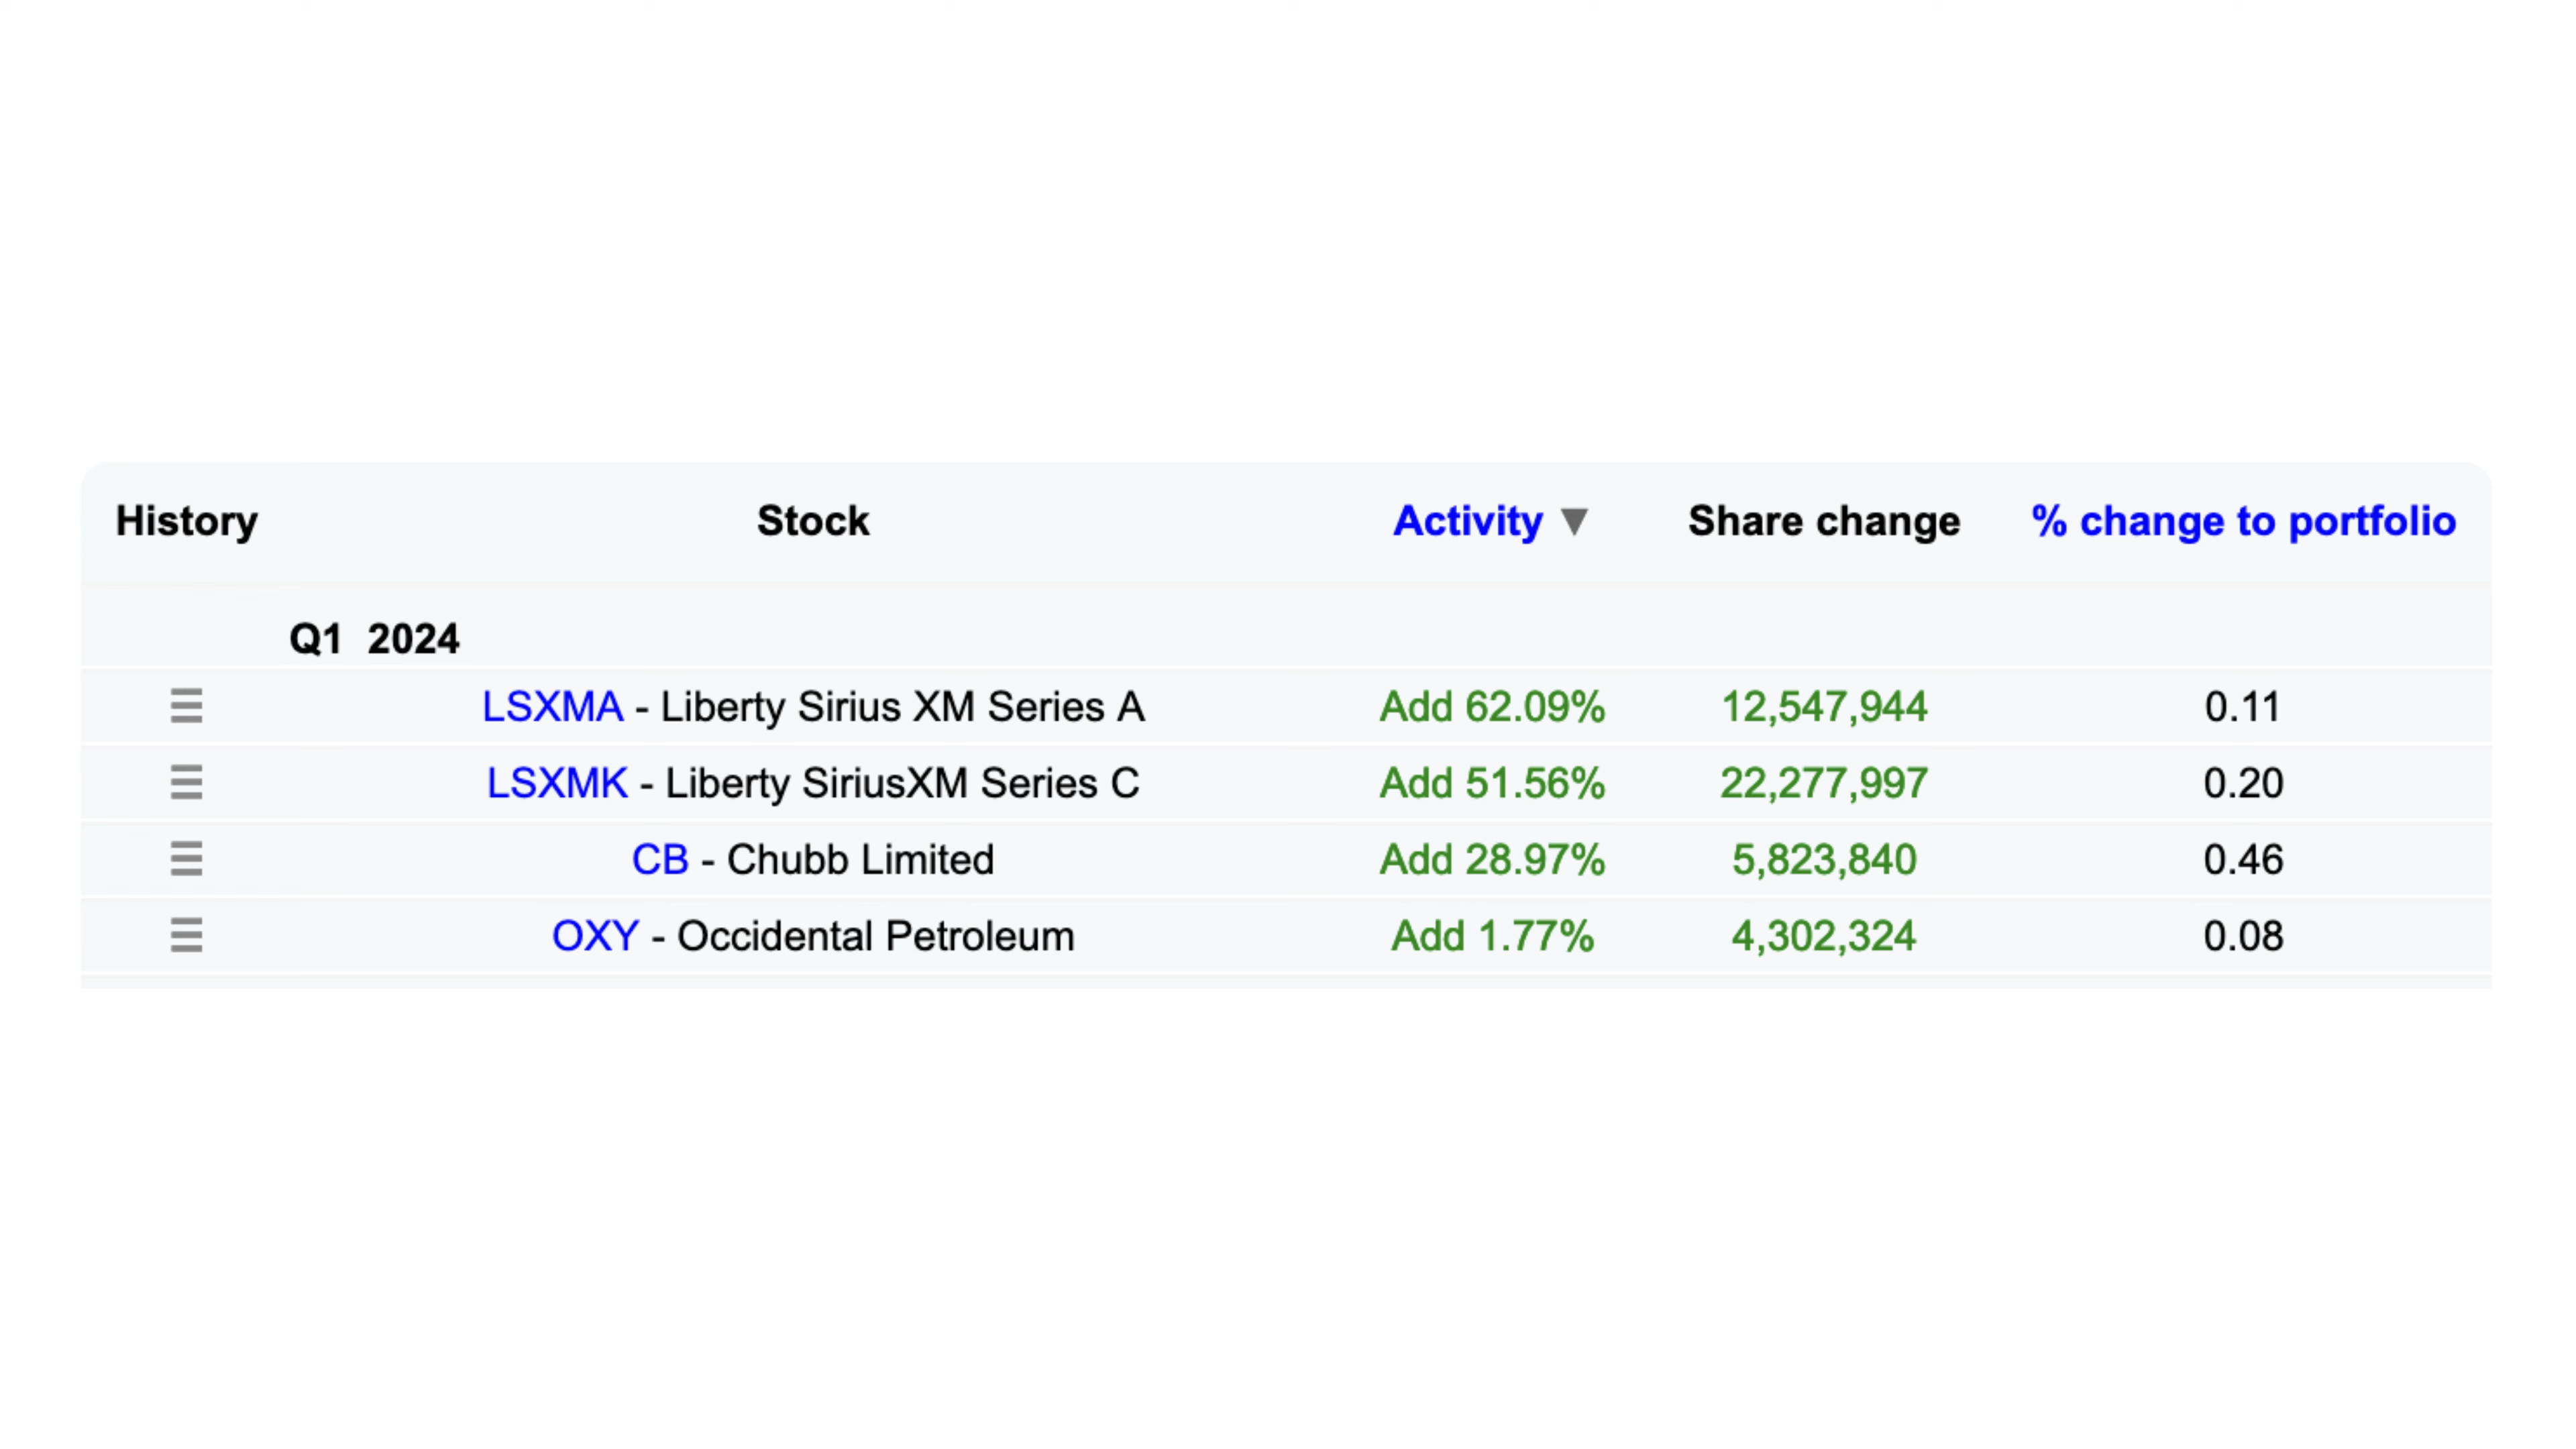 History Stock Activity ▼ Share change % change to portfolio
Q1 2024
LSXMA - Liberty Sirius XM Series A Add 62.09% 12,547,944 0.11
LSXMK - Liberty SiriusXM Series C Add 51.56% 22,277,997 0.20
CB - Chubb Limited Add 28.97% 5,823,840 0.46
OXY - Occidental Petroleum Add 1.77% 4,302,324 0.08